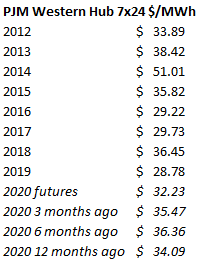 PJM Western Hub 7x24 $/MWh
2012 $ 33.89
2013 $ 38.42
2014 $ 51.01
2015 $ 35.82
2016 $ 29.22
2017 $ 29.73
2018 $ 36.45
2019 $ 28.78
2020 futures $ 32.23
2020 3 months ago $ 35.47
2020 6 months ago $ 36.36
2020 12 months ago $ 34.09